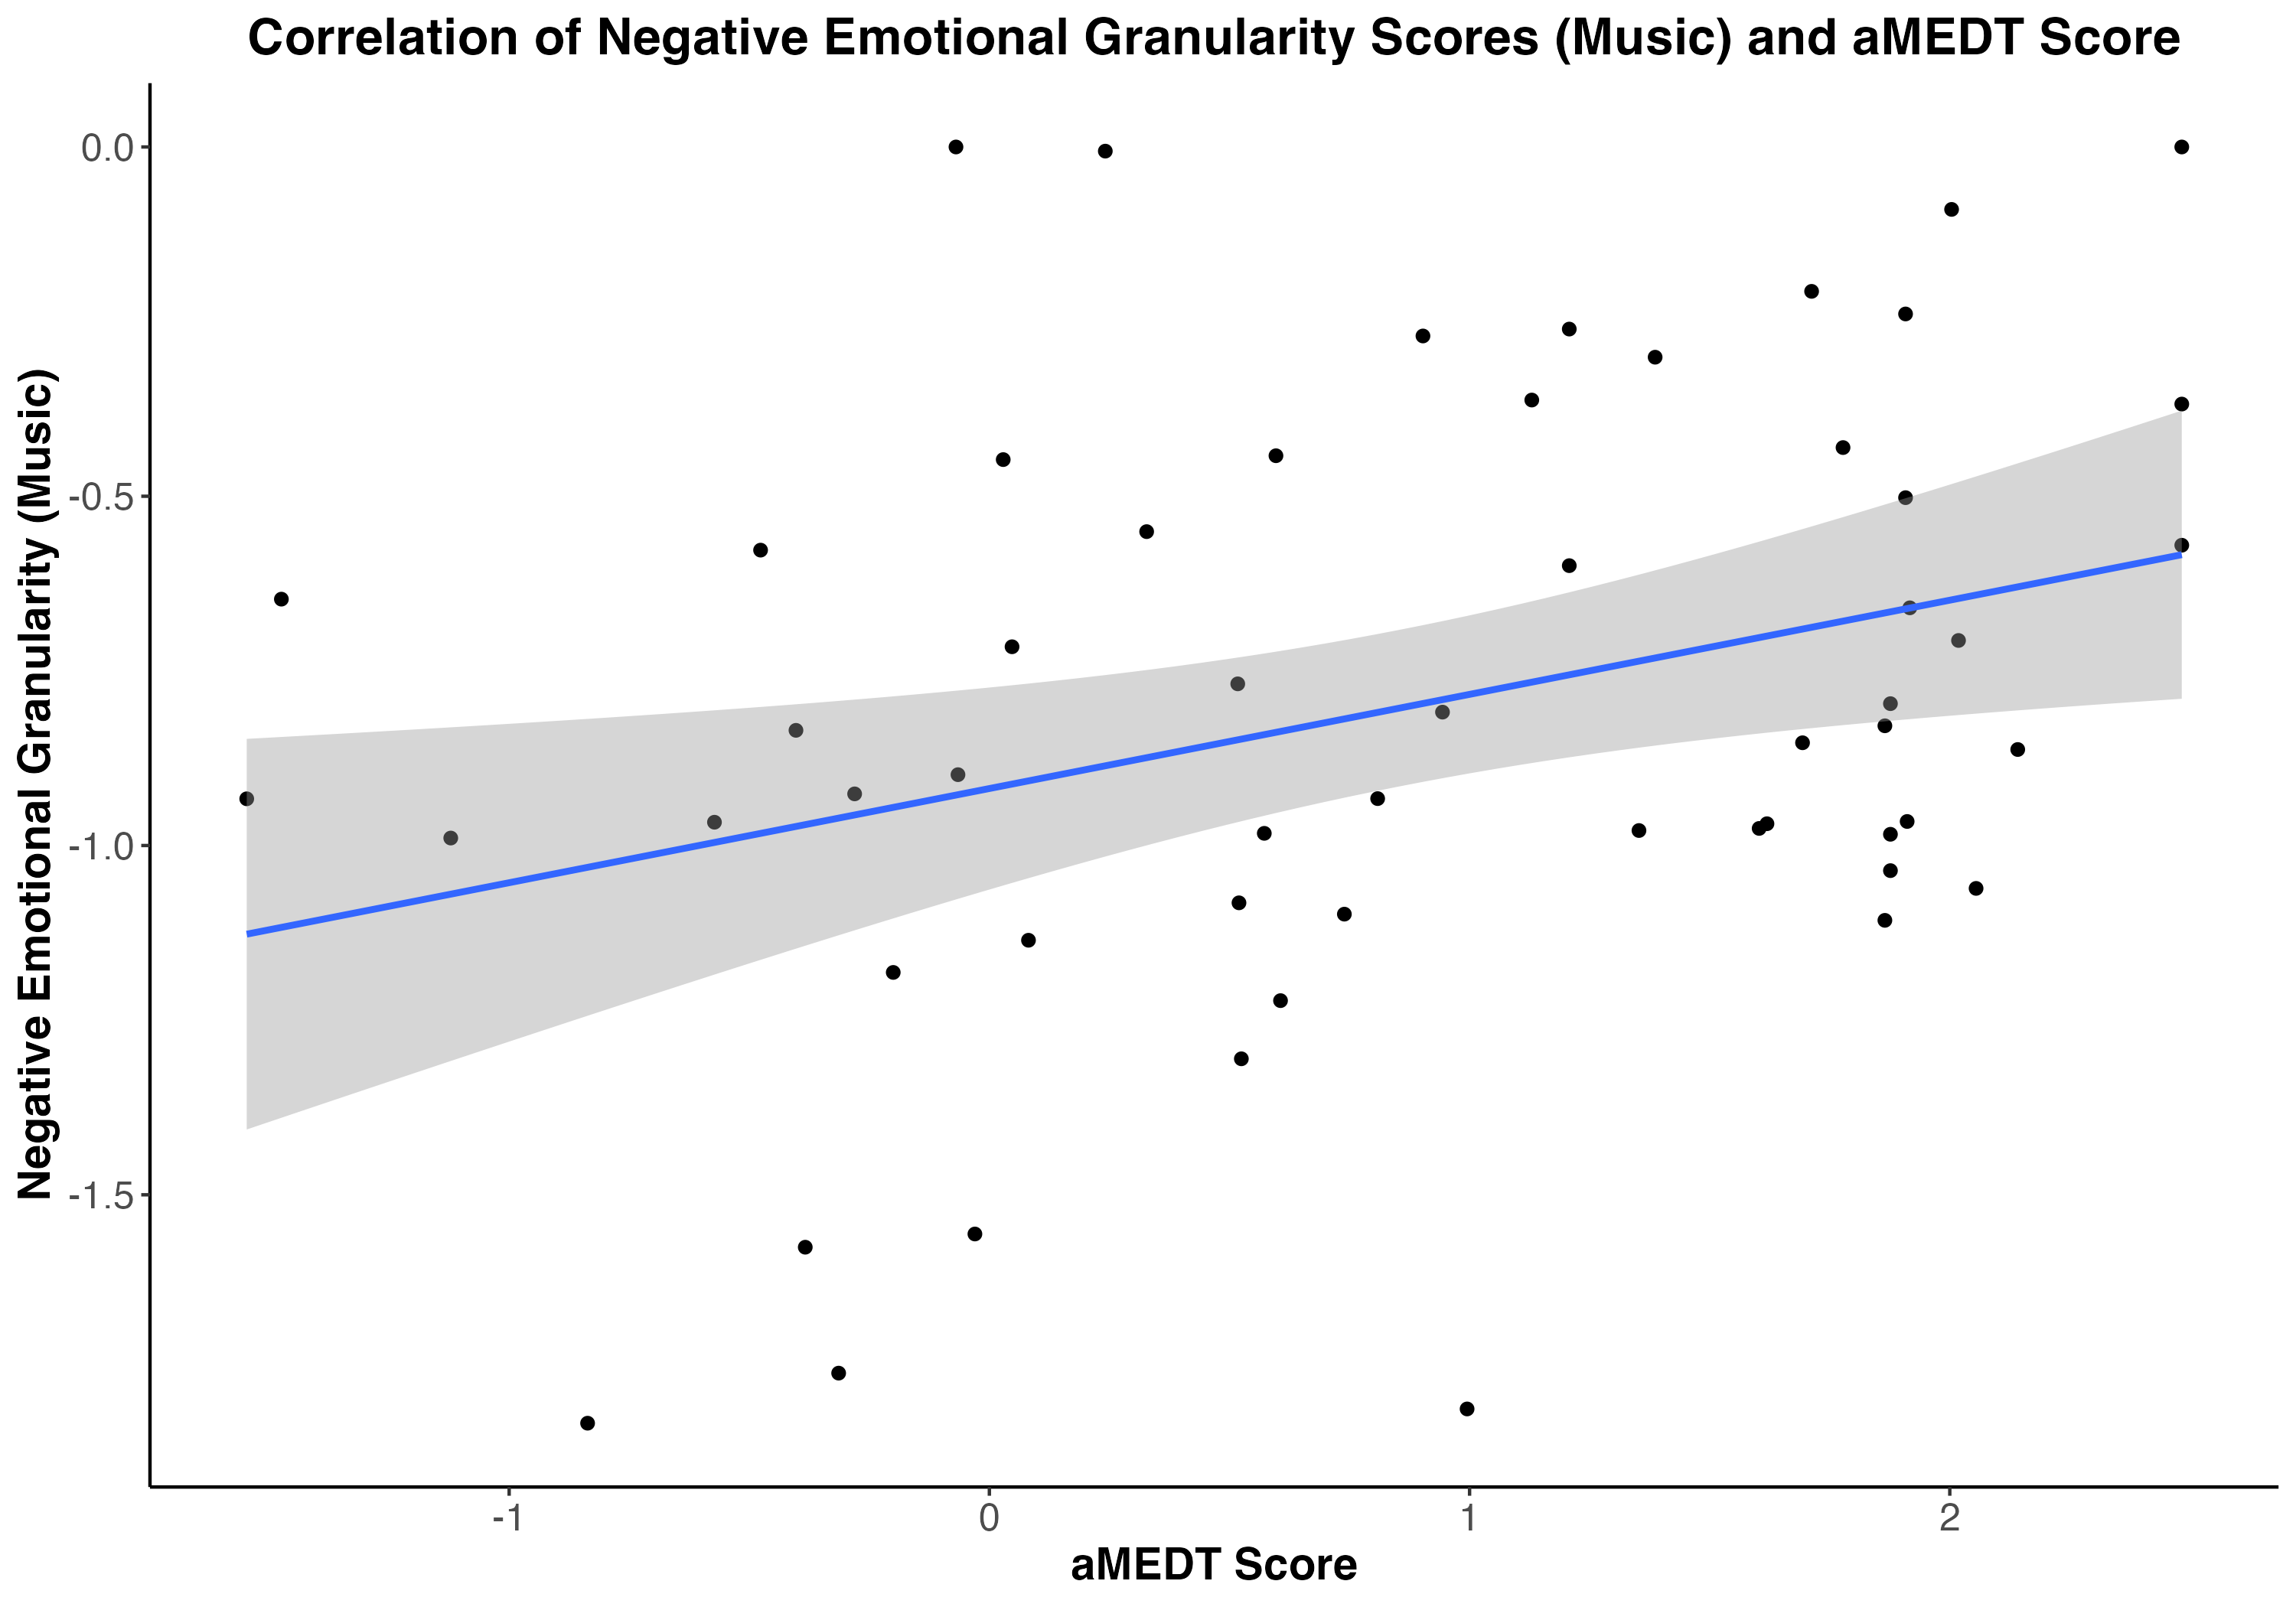 Correlation of Negative Emotional Granularity Scores (Music) and aMEDT Score
Negative Emotional Granularity (Music)
0.0
-0.5
-1.0
-1.5
-1
0
1
2
aMEDT Score